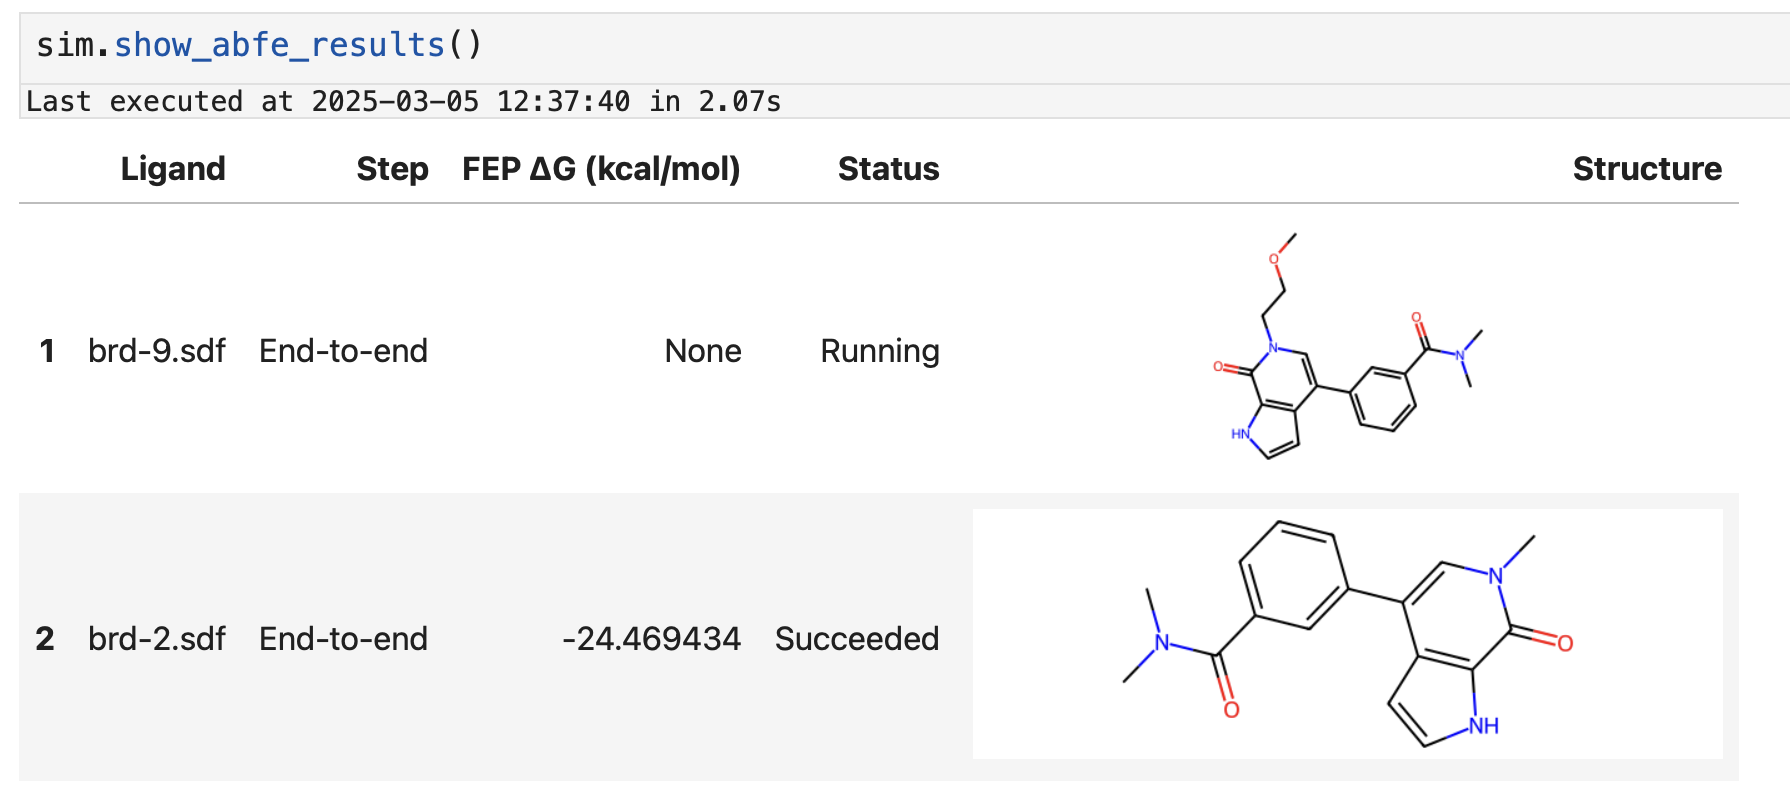 sim.show_abfe_results()
Last executed at 2025-03-05 12:37:40 in 2.07s
Ligand Step FEP ΔG (kcal/mol) Status Structure
1 brd-9.sdf End-to-end None Running
O
O
N
N
O
HN
2 brd-2.sdf End-to-end -24.469434 Succeeded
N
N
O
O
NH